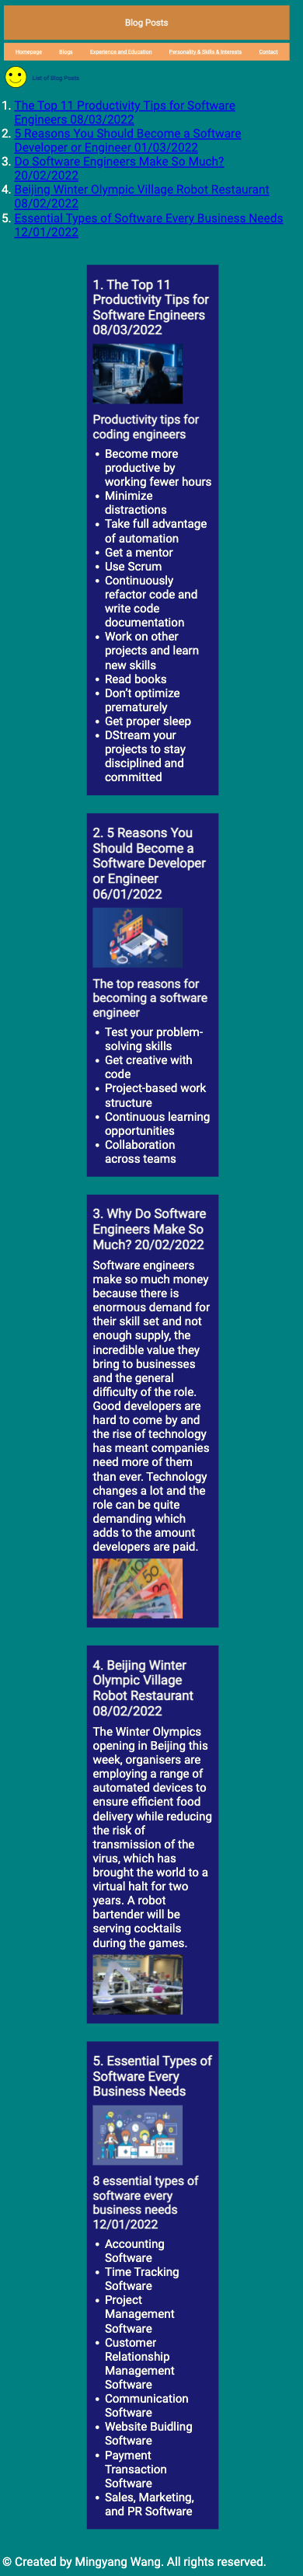 Blog Posts
Homepage Blogs Experience and Education Personality & Skills & Interests Contact
List of Blog Posts
1. The Top 11 Productivity Tips for Software
Engineers 08/03/2022
2. 5 Reasons You Should Become a Software
Developer or Engineer 01/03/2022
3. Do Software Engineers Make So Much?
20/02/2022
4. Beijing Winter Olympic Village Robot Restaurant
08/02/2022
5. Essential Types of Software Every Business Needs
12/01/2022
1. The Top 11
Productivity Tips for
Software Engineers
08/03/2022
Productivity tips for
coding engineers
• Become more
productive by
working fewer hours
• Minimize
distractions
• Take full advantage
of automation
• Get a mentor
• Use Scrum
• Continuously
refactor code and
write code
documentation
• Work on other
projects and learn
new skills
• Read books
• Don't optimize
prematurely
• Get proper sleep
• DStream your
projects to stay
disciplined and
committed
2. 5 Reasons You
Should Become a
Software Developer
or Engineer
06/01/2022
The top reasons for
becoming a software
engineer
• Test your problem-
solving skills
• Get creative with
code
• Project-based work
structure
• Continuous learning
opportunities
• Collaboration
across teams
3. Why Do Software
Engineers Make So
Much? 20/02/2022
Software engineers
make so much money
because there is
enormous demand for
their skill set and not
enough supply, the
incredible value they
bring to businesses
and the general
difficulty of the role.
Good developers are
hard to come by and
the rise of technology
has meant companies
need more of them
than ever. Technology
changes a lot and the
role can be quite
demanding which
adds to the amount
developers are paid.
4. Beijing Winter
Olympic Village
Robot Restaurant
08/02/2022
The Winter Olympics
opening in Beijing this
week, organisers are
employing a range of
automated devices to
ensure efficient food
delivery while reducing
the risk of
transmission of the
virus, which has
brought the world to a
virtual halt for two
years. A robot
bartender will be
serving cocktails
during the games.
5. Essential Types of
Software Every
Business Needs
8 essential types of
software every
business needs
12/01/2022
• Accounting
Software
• Time Tracking
Software
• Project
Management
Software
• Customer
Relationship
Management
Software
• Communication
Software
• Website Buidling
Software
• Payment
Transaction
Software
• Sales, Marketing,
and PR Software
© Created by Mingyang Wang. All rights reserved.